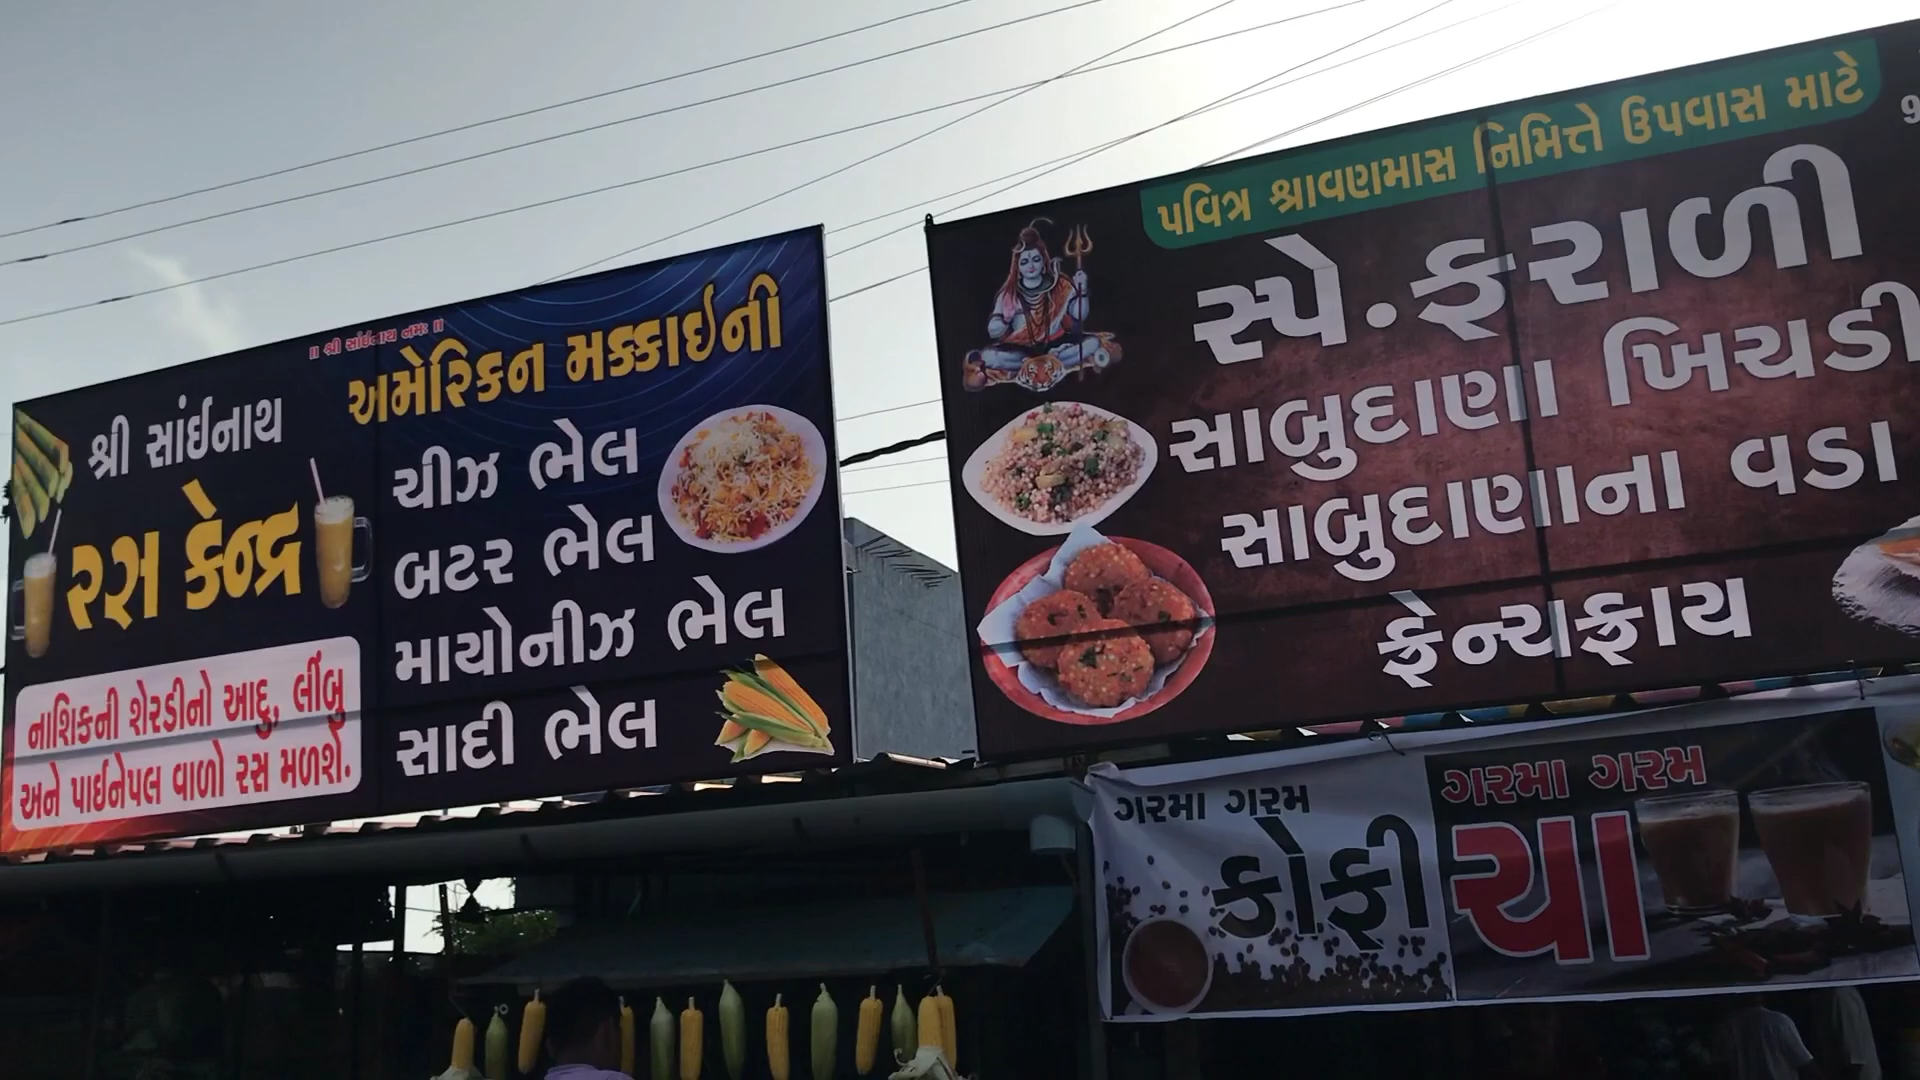 ॥ શ્રી સાંઈનાથ નમઃ ॥
શ્રી સાંઈનાથ
રસ કેન્દ્ર
નાશિકની શેરડીનો આદુ, લીંબુ
અને પાઈનેપલ વાળો રસ મળશે.
અમેરિકન મક્કાઈની
ચીઝ ભેલ
બટર ભેલ
માયોનીઝ ભેલ
સાદી ભેલ
પવિત્ર શ્રાવણમાસ નિમિત્તે ઉપવાસ માટે
સ્પે. ફરાળી
સાબુદાણા ખિચડી
સાબુદાણાના વડા
ફ્રેન્ચફ્રાય
ગરમા ગરમ
કોફી
ગરમા ગરમ
ચા